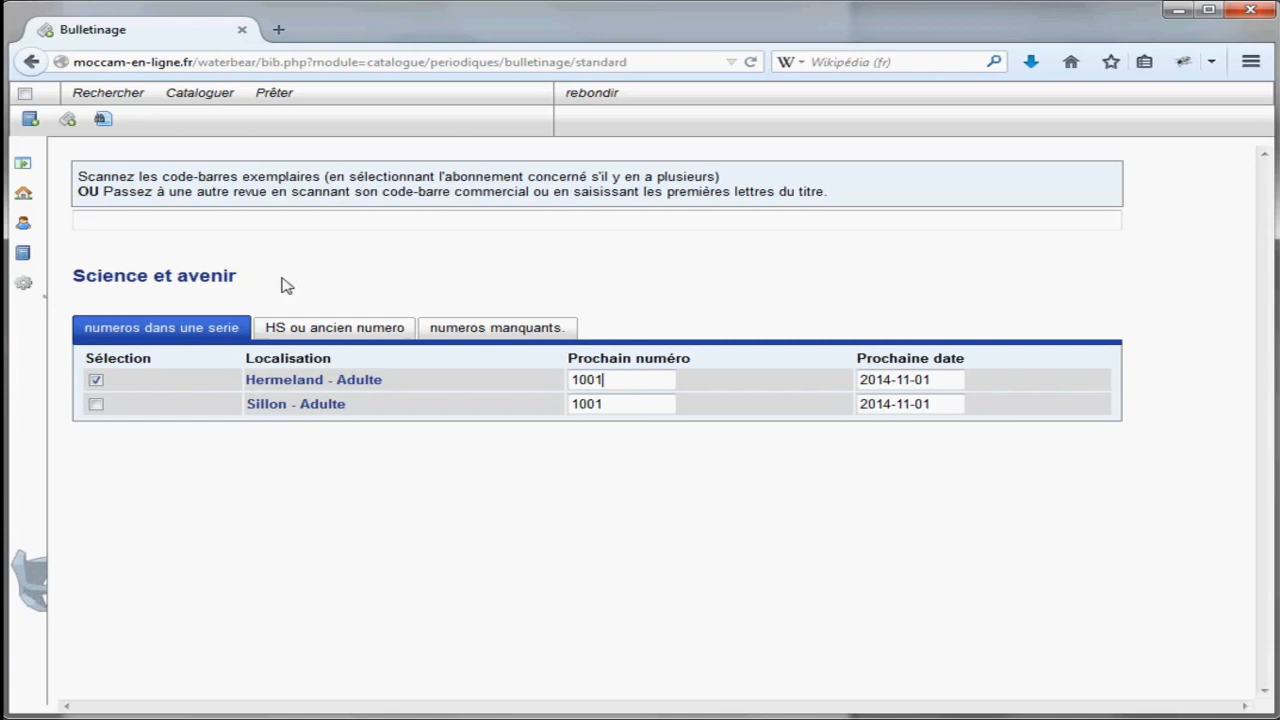 Bulletinage
moccam-en-ligne.fr/waterbear/bib.php?module=catalogue/periodiques/bulletinage/standard
W Wikipédia (fr)
Rechercher Cataloguer Prêter rebondir
Scannez les code-barres exemplaires (en sélectionnant l'abonnement concerné s'il y en a plusieurs)
OU Passez à une autre revue en scannant son code-barre commercial ou en saisissant les premières lettres du titre.
Science et avenir
numeros dans une serie HS ou ancien numero numeros manquants.
Sélection Localisation Prochain numéro Prochaine date
Hermeland - Adulte 1001 2014-11-01
Sillon - Adulte 1001 2014-11-01